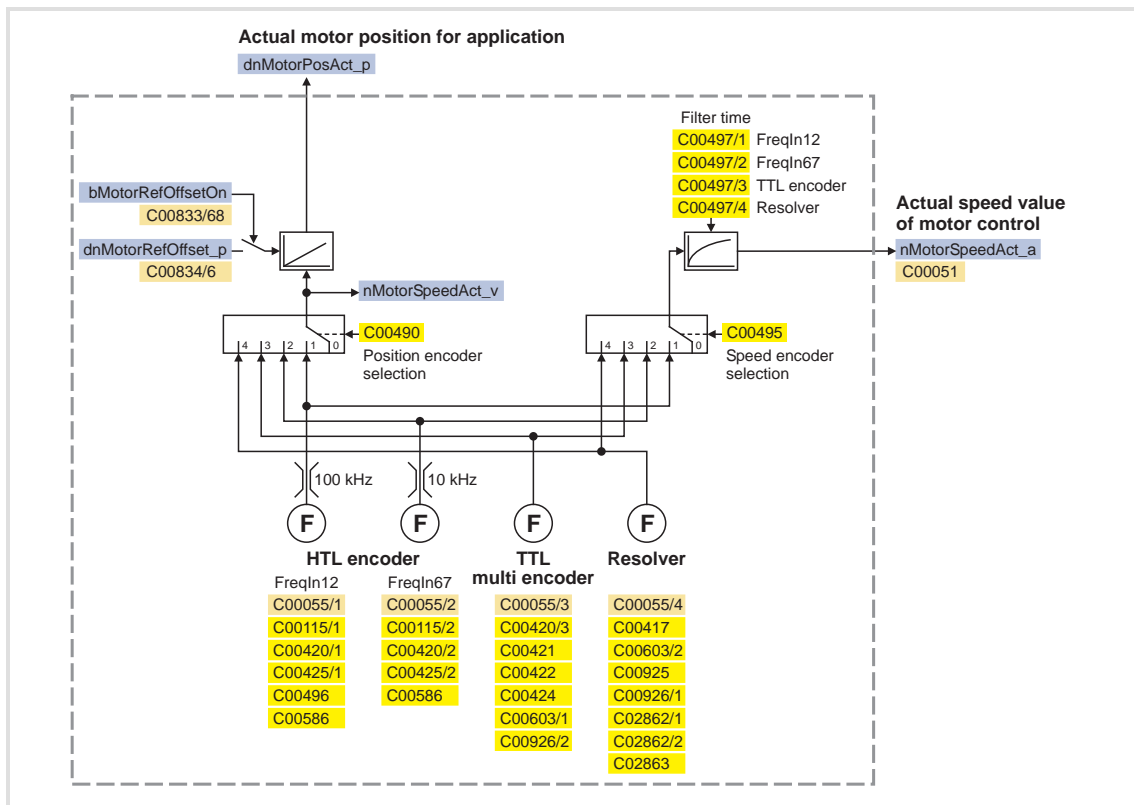 Actual motor position for application
dnMotorPosAct_p
Filter time
C00497/1 FreqIn12
C00497/2 FreqIn67
C00497/3 TTL encoder
C00497/4 Resolver
bMotorRefOffsetOn
C00833/68
dnMotorRefOffset_p
C00834/6
Actual speed value
of motor control
nMotorSpeedAct_a
C00051
nMotorSpeedAct_v
4 3 2 1 0
C00490
Position encoder
selection
4 3 2 1 0
C00495
Speed encoder
selection
100 kHz
10 kHz
F F F F
HTL encoder
TTL
multi encoder
Resolver
FreqIn12
C00055/1
C00115/1
C00420/1
C00425/1
C00496
C00586
FreqIn67
C00055/2
C00115/2
C00420/2
C00425/2
C00586
C00055/3
C00420/3
C00421
C00422
C00424
C00603/1
C00926/2
C00055/4
C00417
C00603/2
C00925
C00926/1
C02862/1
C02862/2
C02863